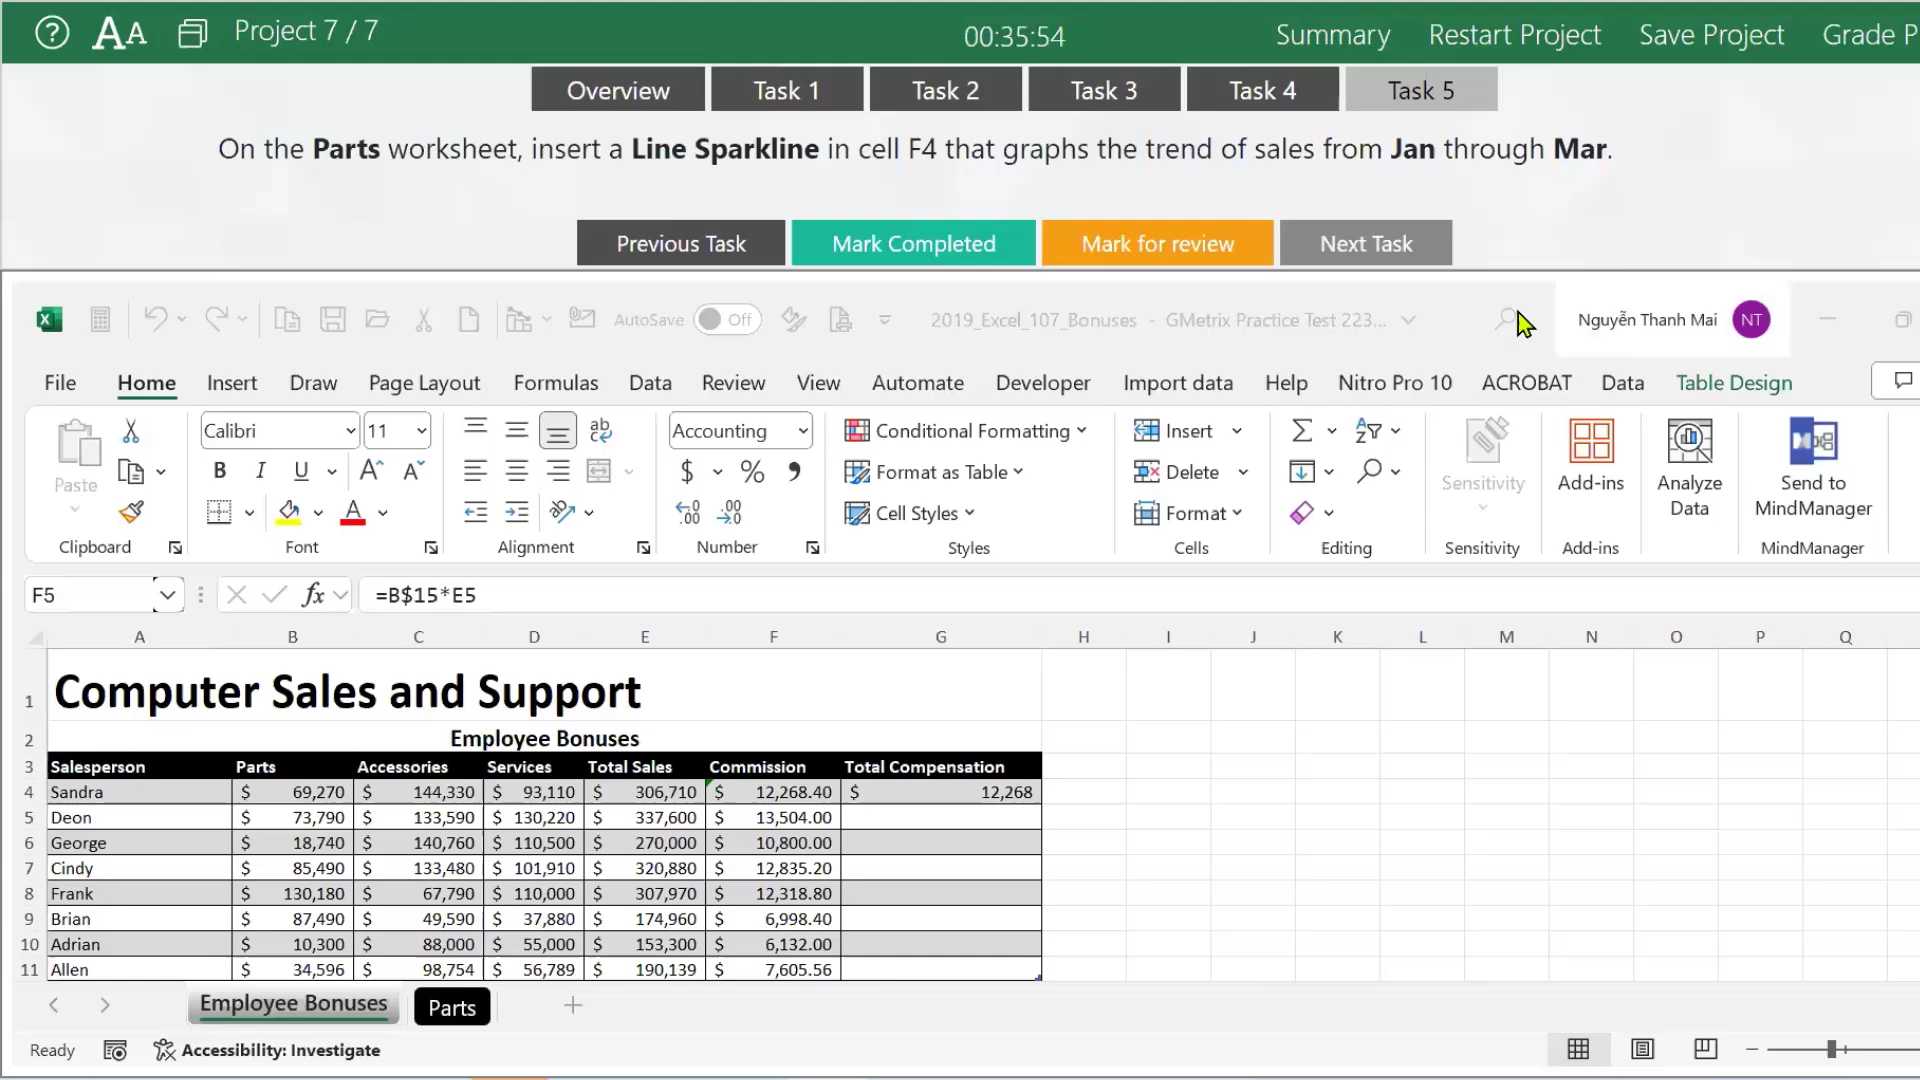 Project 7 / 7
00:35:54
Summary
Restart Project
Save Project
Grade P
Overview
Task 1
Task 2
Task 3
Task 4
Task 5
On the Parts worksheet, insert a Line Sparkline in cell F4 that graphs the trend of sales from Jan through Mar.
Previous Task
Mark Completed
Mark for review
Next Task
AutoSave Off
2019_Excel_107_Bonuses - GMetrix Practice Test 223...
Nguyễn Thanh Mai NT
File Home Insert Draw Page Layout Formulas Data Review View Automate Developer Import data Help Nitro Pro 10 ACROBAT Data Table Design
Paste
Clipboard
Calibri 11
B I U
Font
Alignment
Accounting
$ % ,
Number
Conditional Formatting
Format as Table
Cell Styles
Styles
Insert
Delete
Format
Cells
Editing
Sensitivity
Sensitivity
Add-ins
Add-ins
Analyze
Data
Send to
MindManager
MindManager
F5 fx =B$15*E5
A B C D E F G H I J K L M N O P Q
1 Computer Sales and Support
2 Employee Bonuses
3 Salesperson Parts Accessories Services Total Sales Commission Total Compensation
4 Sandra $ 69,270 $ 144,330 $ 93,110 $ 306,710 $ 12,268.40 $ 12,268
5 Deon $ 73,790 $ 133,590 $ 130,220 $ 337,600 $ 13,504.00
6 George $ 18,740 $ 140,760 $ 110,500 $ 270,000 $ 10,800.00
7 Cindy $ 85,490 $ 133,480 $ 101,910 $ 320,880 $ 12,835.20
8 Frank $ 130,180 $ 67,790 $ 110,000 $ 307,970 $ 12,318.80
9 Brian $ 87,490 $ 49,590 $ 37,880 $ 174,960 $ 6,998.40
10 Adrian $ 10,300 $ 88,000 $ 55,000 $ 153,300 $ 6,132.00
11 Allen $ 34,596 $ 98,754 $ 56,789 $ 190,139 $ 7,605.56
Employee Bonuses
Parts
Ready
Accessibility: Investigate